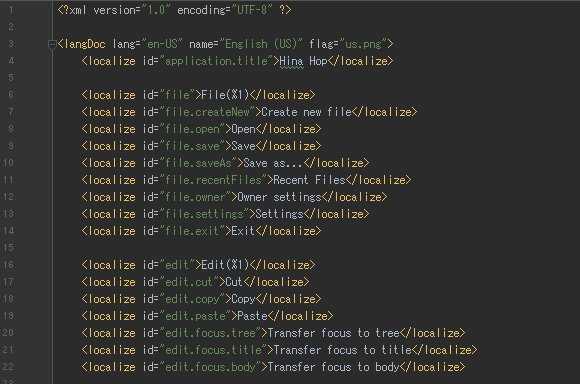 1 <?xml version="1.0" encoding="UTF-8" ?>
2
3 <langDoc lang="en-US" name="English (US)" flag="us.png">
4 <localize id="application.title">Hina Hop</localize>
5
6 <localize id="file">File(%1)</localize>
7 <localize id="file.createNew">Create new file</localize>
8 <localize id="file.open">Open</localize>
9 <localize id="file.save">Save</localize>
10 <localize id="file.saveAs">Save as...</localize>
11 <localize id="file.recentFiles">Recent Files</localize>
12 <localize id="file.owner">Owner settings</localize>
13 <localize id="file.settings">Settings</localize>
14 <localize id="file.exit">Exit</localize>
15
16 <localize id="edit">Edit(%1)</localize>
17 <localize id="edit.cut">Cut</localize>
18 <localize id="edit.copy">Copy</localize>
19 <localize id="edit.paste">Paste</localize>
20 <localize id="edit.focus.tree">Transfer focus to tree</localize>
21 <localize id="edit.focus.title">Transfer focus to title</localize>
22 <localize id="edit.focus.body">Transfer focus to body</localize>